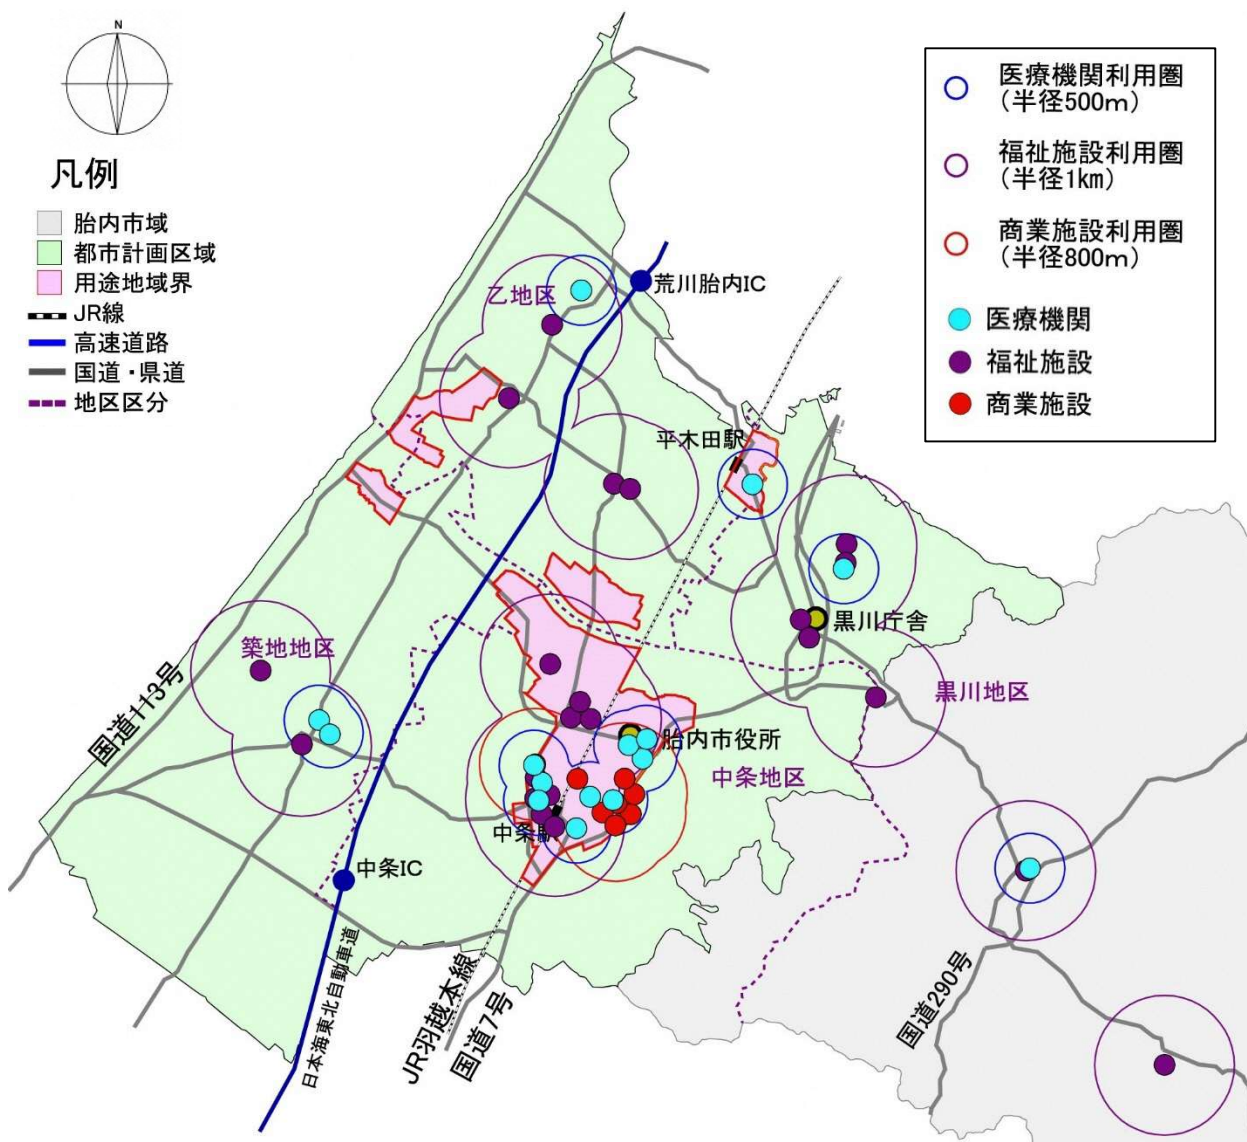 N
凡例
胎内市域
都市計画区域
用途地域界
JR線
高速道路
国道・県道
地区区分
医療機関利用圏
(半径500m)
福祉施設利用圏
(半径1km)
商業施設利用圏
(半径800m)
医療機関
福祉施設
商業施設
乙地区
荒川胎内IC
平木田駅
黒川庁舎
築地地区
黒川地区
国道113号
胎内市役所
中条地区
中条駅
中条IC
日本海東北自動車道
JR羽越本線
国道7号
国道290号